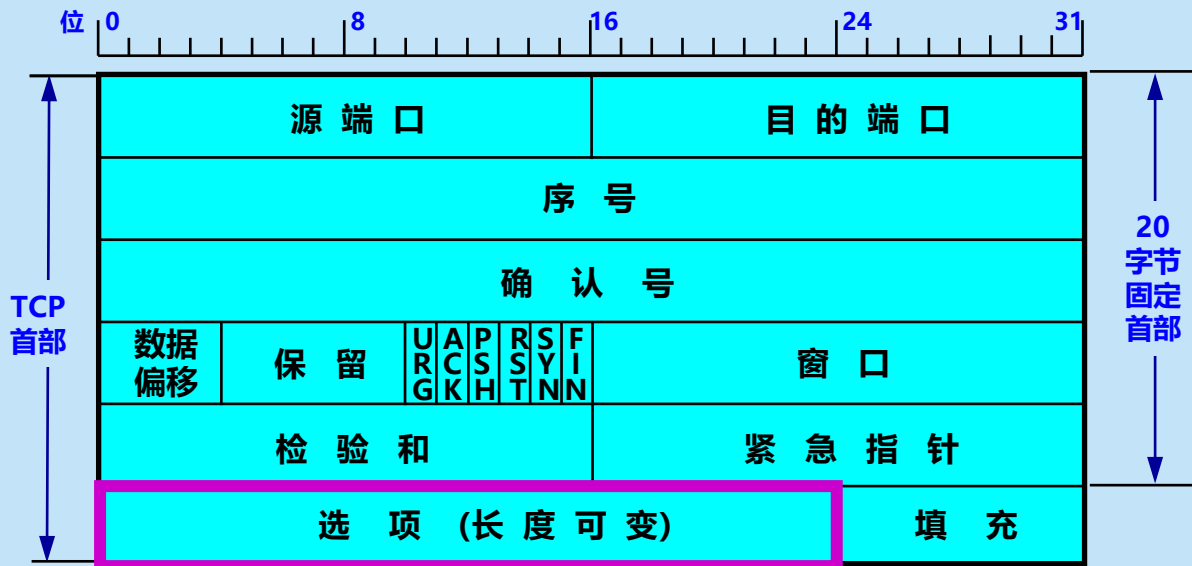 位 0 8 16 24 31
源 端 口 目 的 端 口
序 号
确 认 号
TCP
首部
20
字节
固定
首部
数据
偏移
保 留
URG
ACK
PSH
RST
SYN
FIN
窗 口
检 验 和 紧 急 指 针
选 项 (长 度 可 变) 填 充